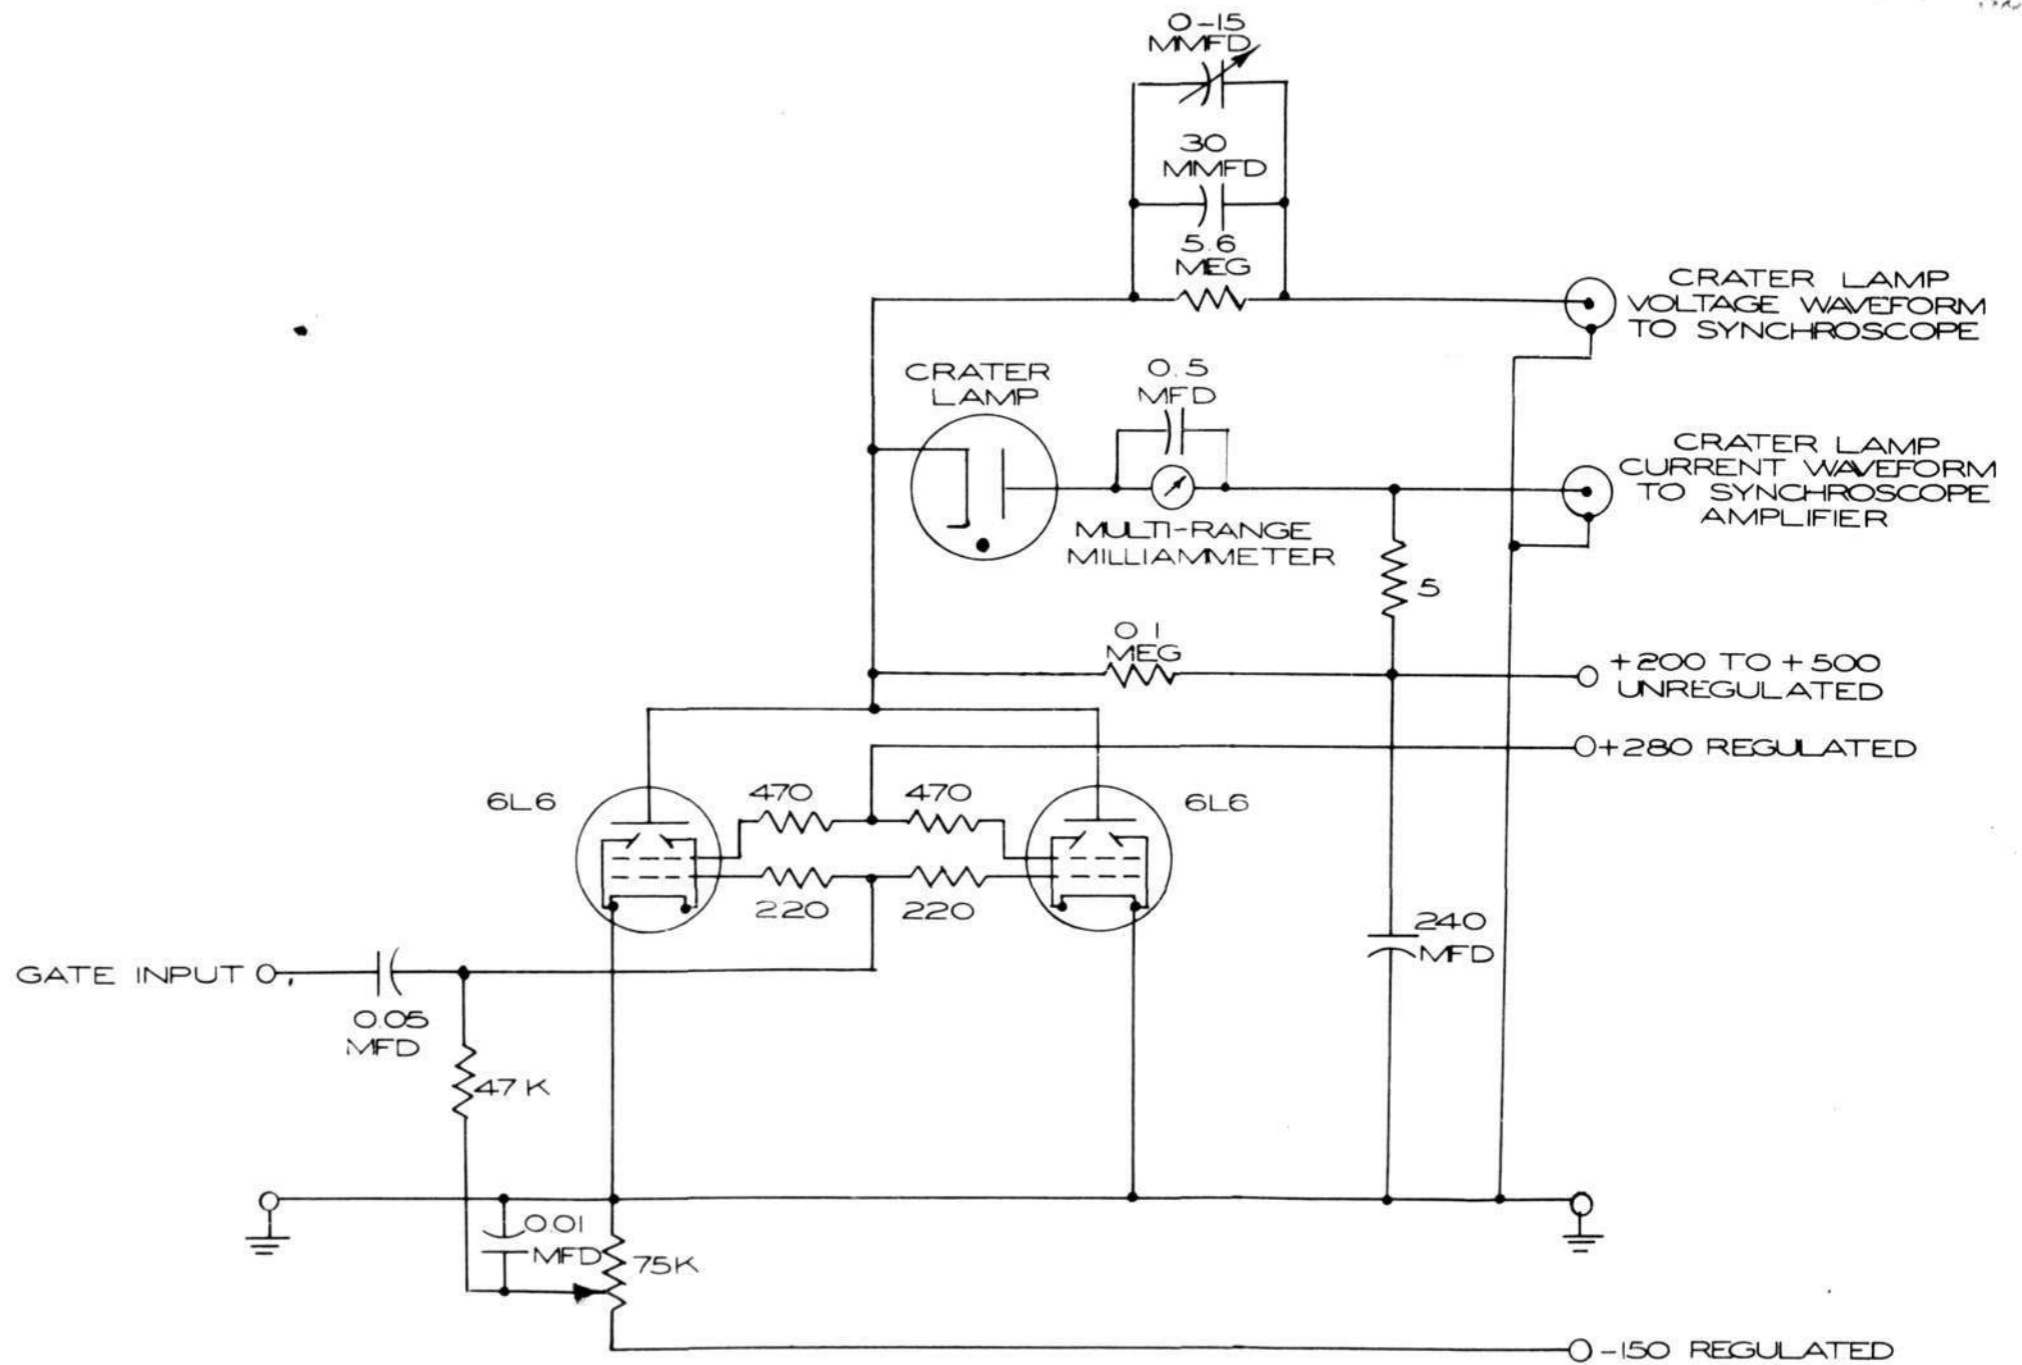 0-15
MMFD
30
MMFD
5.6
MEG
CRATER LAMP
VOLTAGE WAVEFORM
TO SYNCHROSCOPE
CRATER
LAMP
0.5
MFD
MULTI-RANGE
MILLIAMMETER
CRATER LAMP
CURRENT WAVEFORM
TO SYNCHROSCOPE
AMPLIFIER
5
0 1
MEG
+200 TO +500
UNREGULATED
+280 REGULATED
6L6
470
470
6L6
220
220
240
MFD
GATE INPUT
0.05
MFD
47K
0.01
MFD
75K
-150 REGULATED